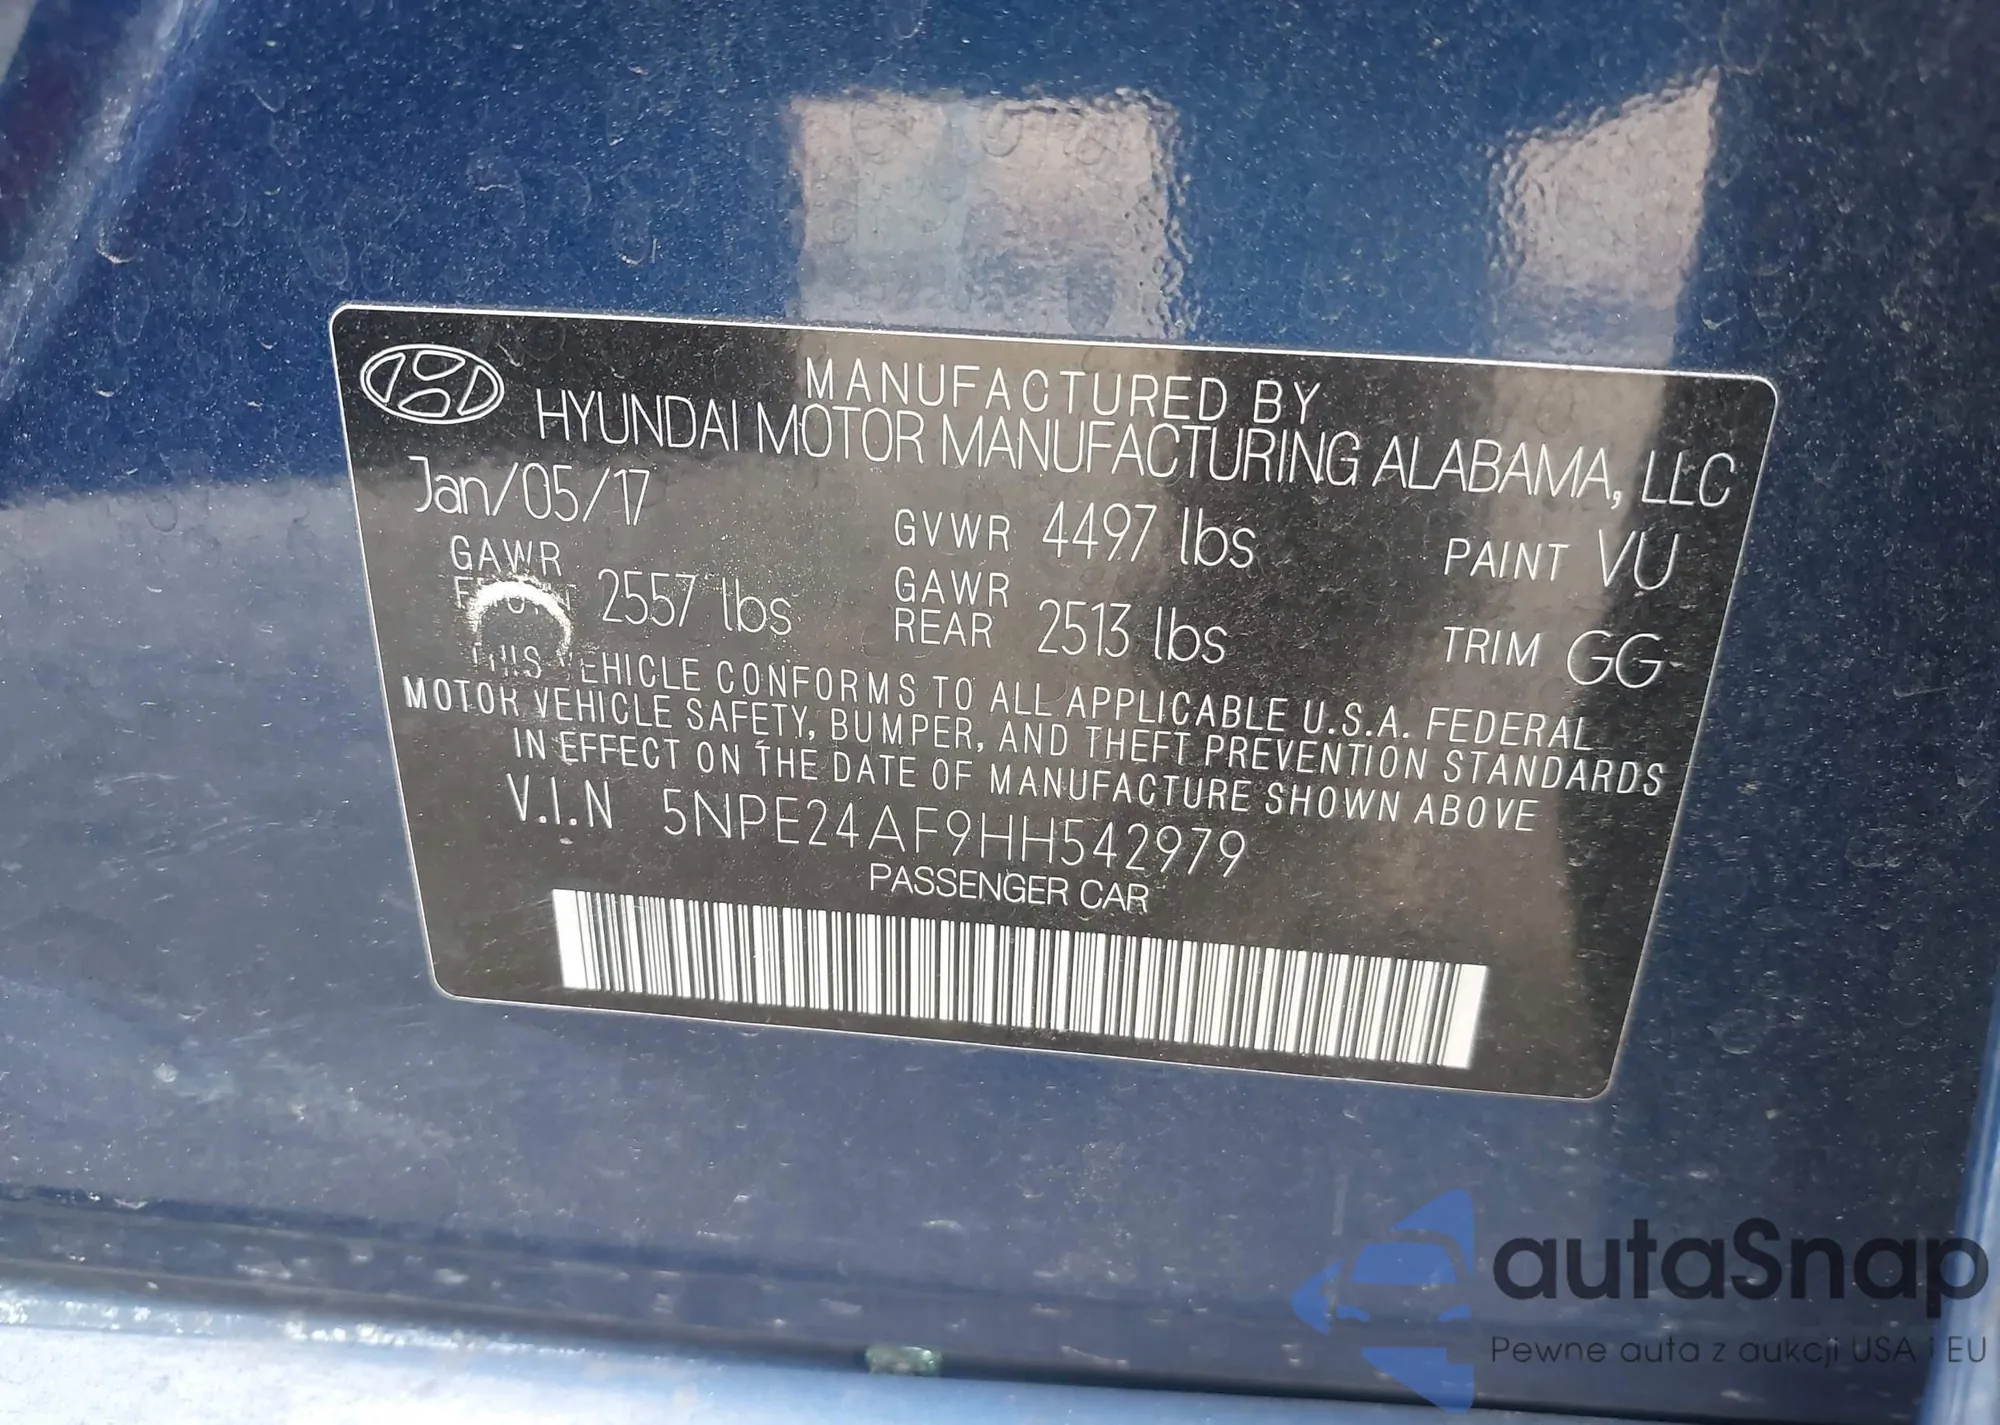 MANUFACTURED BY
HYUNDAI MOTOR MANUFACTURING ALABAMA, LLC
Jan/05/17
GVWR 4497 lbs
PAINT VU
GAWR
FRONT 2557 lbs
GAWR
REAR 2513 lbs
TRIM GG
THIS VEHICLE CONFORMS TO ALL APPLICABLE U.S.A. FEDERAL
MOTOR VEHICLE SAFETY, BUMPER, AND THEFT PREVENTION STANDARDS
IN EFFECT ON THE DATE OF MANUFACTURE SHOWN ABOVE
V.I.N 5NPE24AF9HH542979
PASSENGER CAR
autaSnap
Pewne auta z aukcji USA i EU